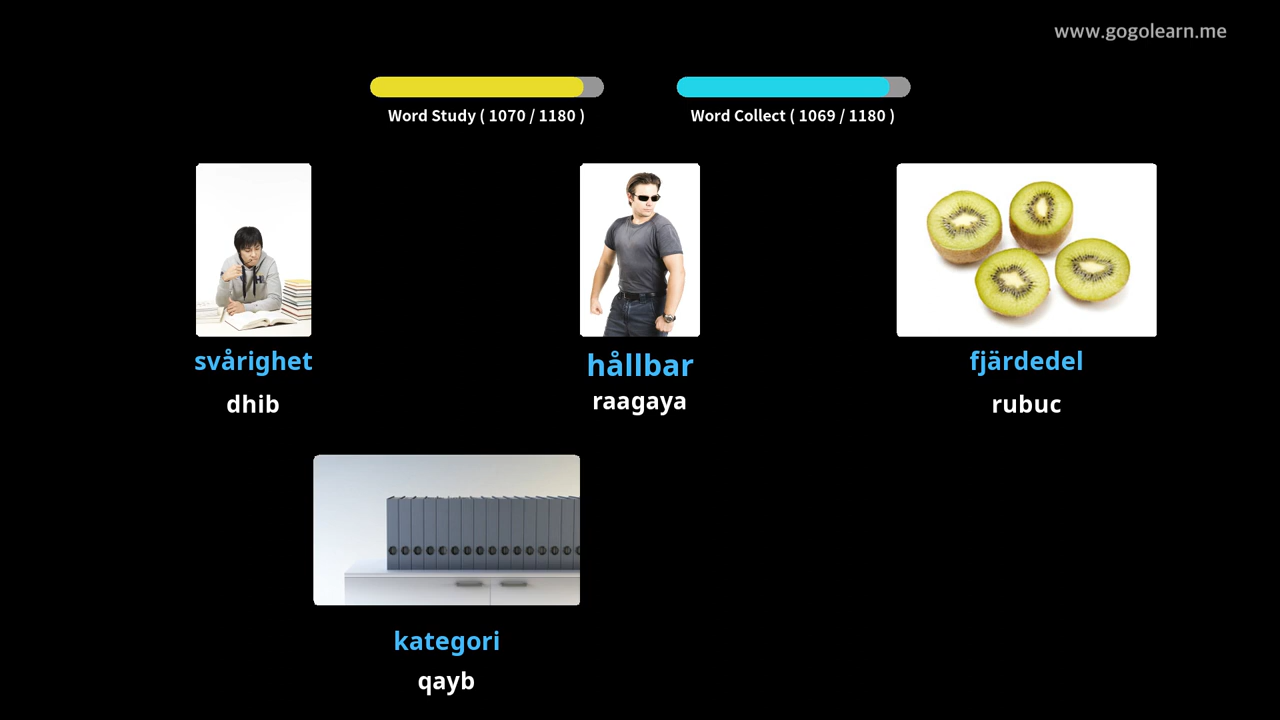 www.gogolearn.me
Word Study ( 1070 / 1180 )
Word Collect ( 1069 / 1180 )
svårighet
dhib
hållbar
raagaya
fjärdedel
rubuc
kategori
qayb